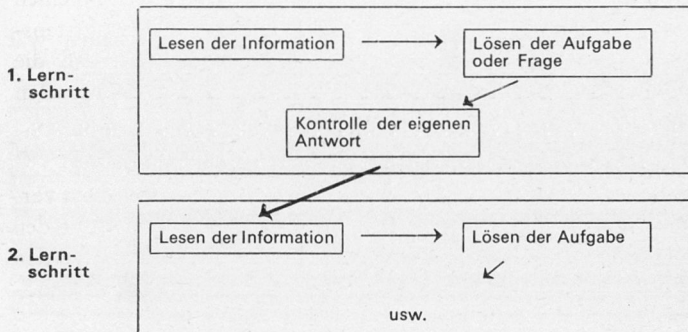 Lesen der Information
Lösen der Aufgabe
oder Frage
1. Lern-
schritt
Kontrolle der eigenen
Antwort
Lesen der Information
Lösen der Aufgabe
2. Lern-
schritt
usw.